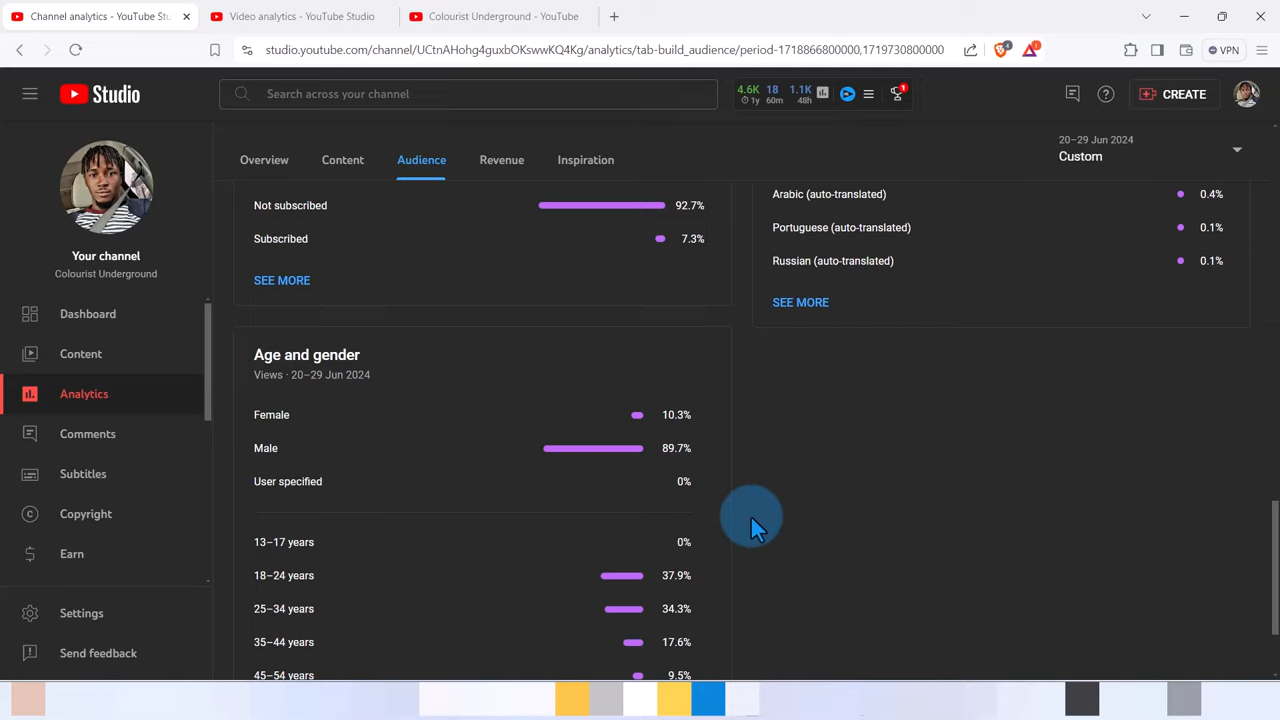 Channel analytics - YouTube Stu
Video analytics - YouTube Studio
Colourist Underground - YouTube
studio.youtube.com/channel/UCtnAHohg4guxbOKswwKQ4Kg/analytics/tab-build_audience/period-1718866800000,1719730800000
4
1
VPN
Studio
Search across your channel
4.6K 18 1.1K
1y 60m 48h
1
CREATE
Overview
Content
Audience
Revenue
Inspiration
20–29 Jun 2024
Custom
Your channel
Colourist Underground
Dashboard
Content
Analytics
Comments
Subtitles
Copyright
Earn
Settings
Send feedback
Not subscribed 92.7%
Subscribed 7.3%
SEE MORE
Arabic (auto-translated) 0.4%
Portuguese (auto-translated) 0.1%
Russian (auto-translated) 0.1%
SEE MORE
Age and gender
Views · 20–29 Jun 2024
Female 10.3%
Male 89.7%
User specified 0%
13–17 years 0%
18–24 years 37.9%
25–34 years 34.3%
35–44 years 17.6%
45–54 years 9.5%